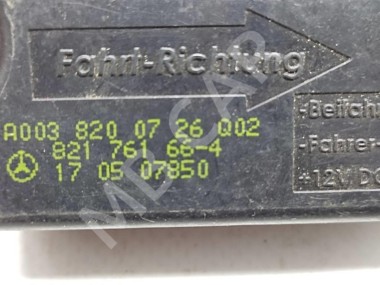 Fahrt-Richtung
A003 820 07 26 Q02
821 761 66-4
17 05 07850
-Beifah
-Fahrer-
+12V DC